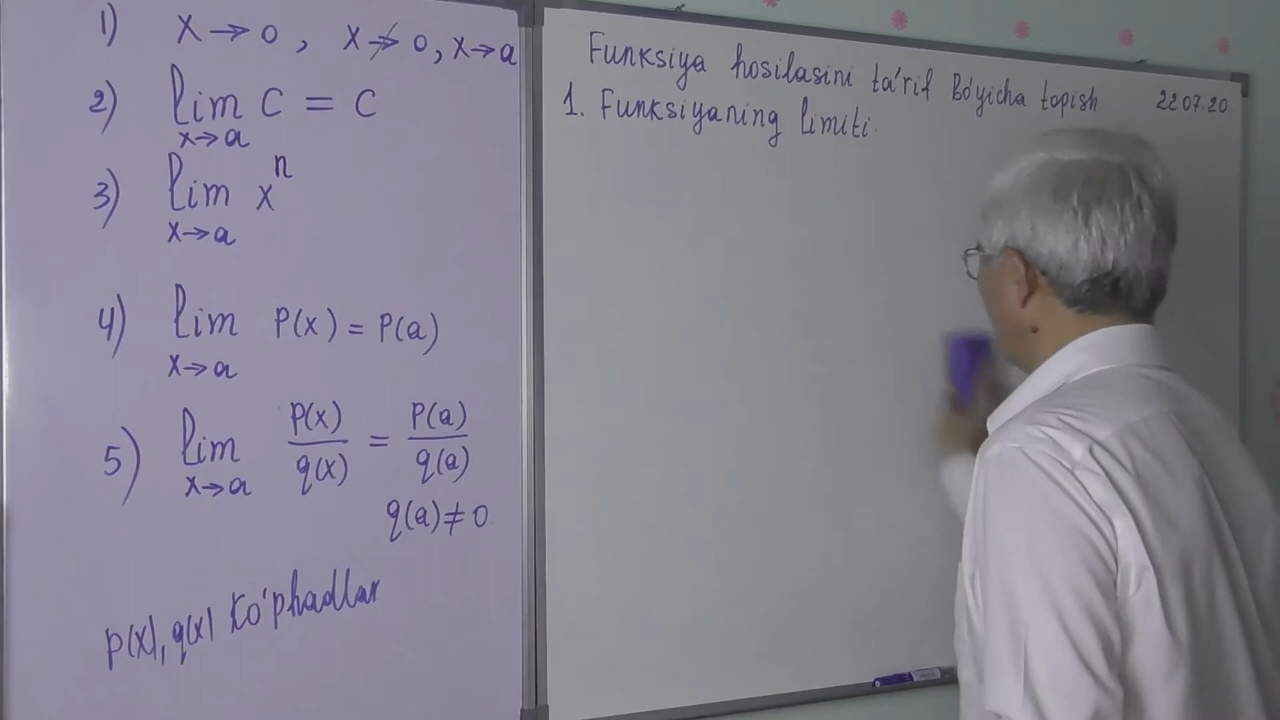 1) x→0, x↛0, x→a
2) lim C = C
x→a
3) lim xⁿ
x→a
4) lim P(x) = P(a)
x→a
5) lim P(x)/q(x) = P(a)/q(a)
x→a
q(a)≠0
p(x), q(x) ko'phadlar
Funksiya hosilasini ta'rif Bo'yicha topish 22.07.20
1. Funksiyaning limiti.